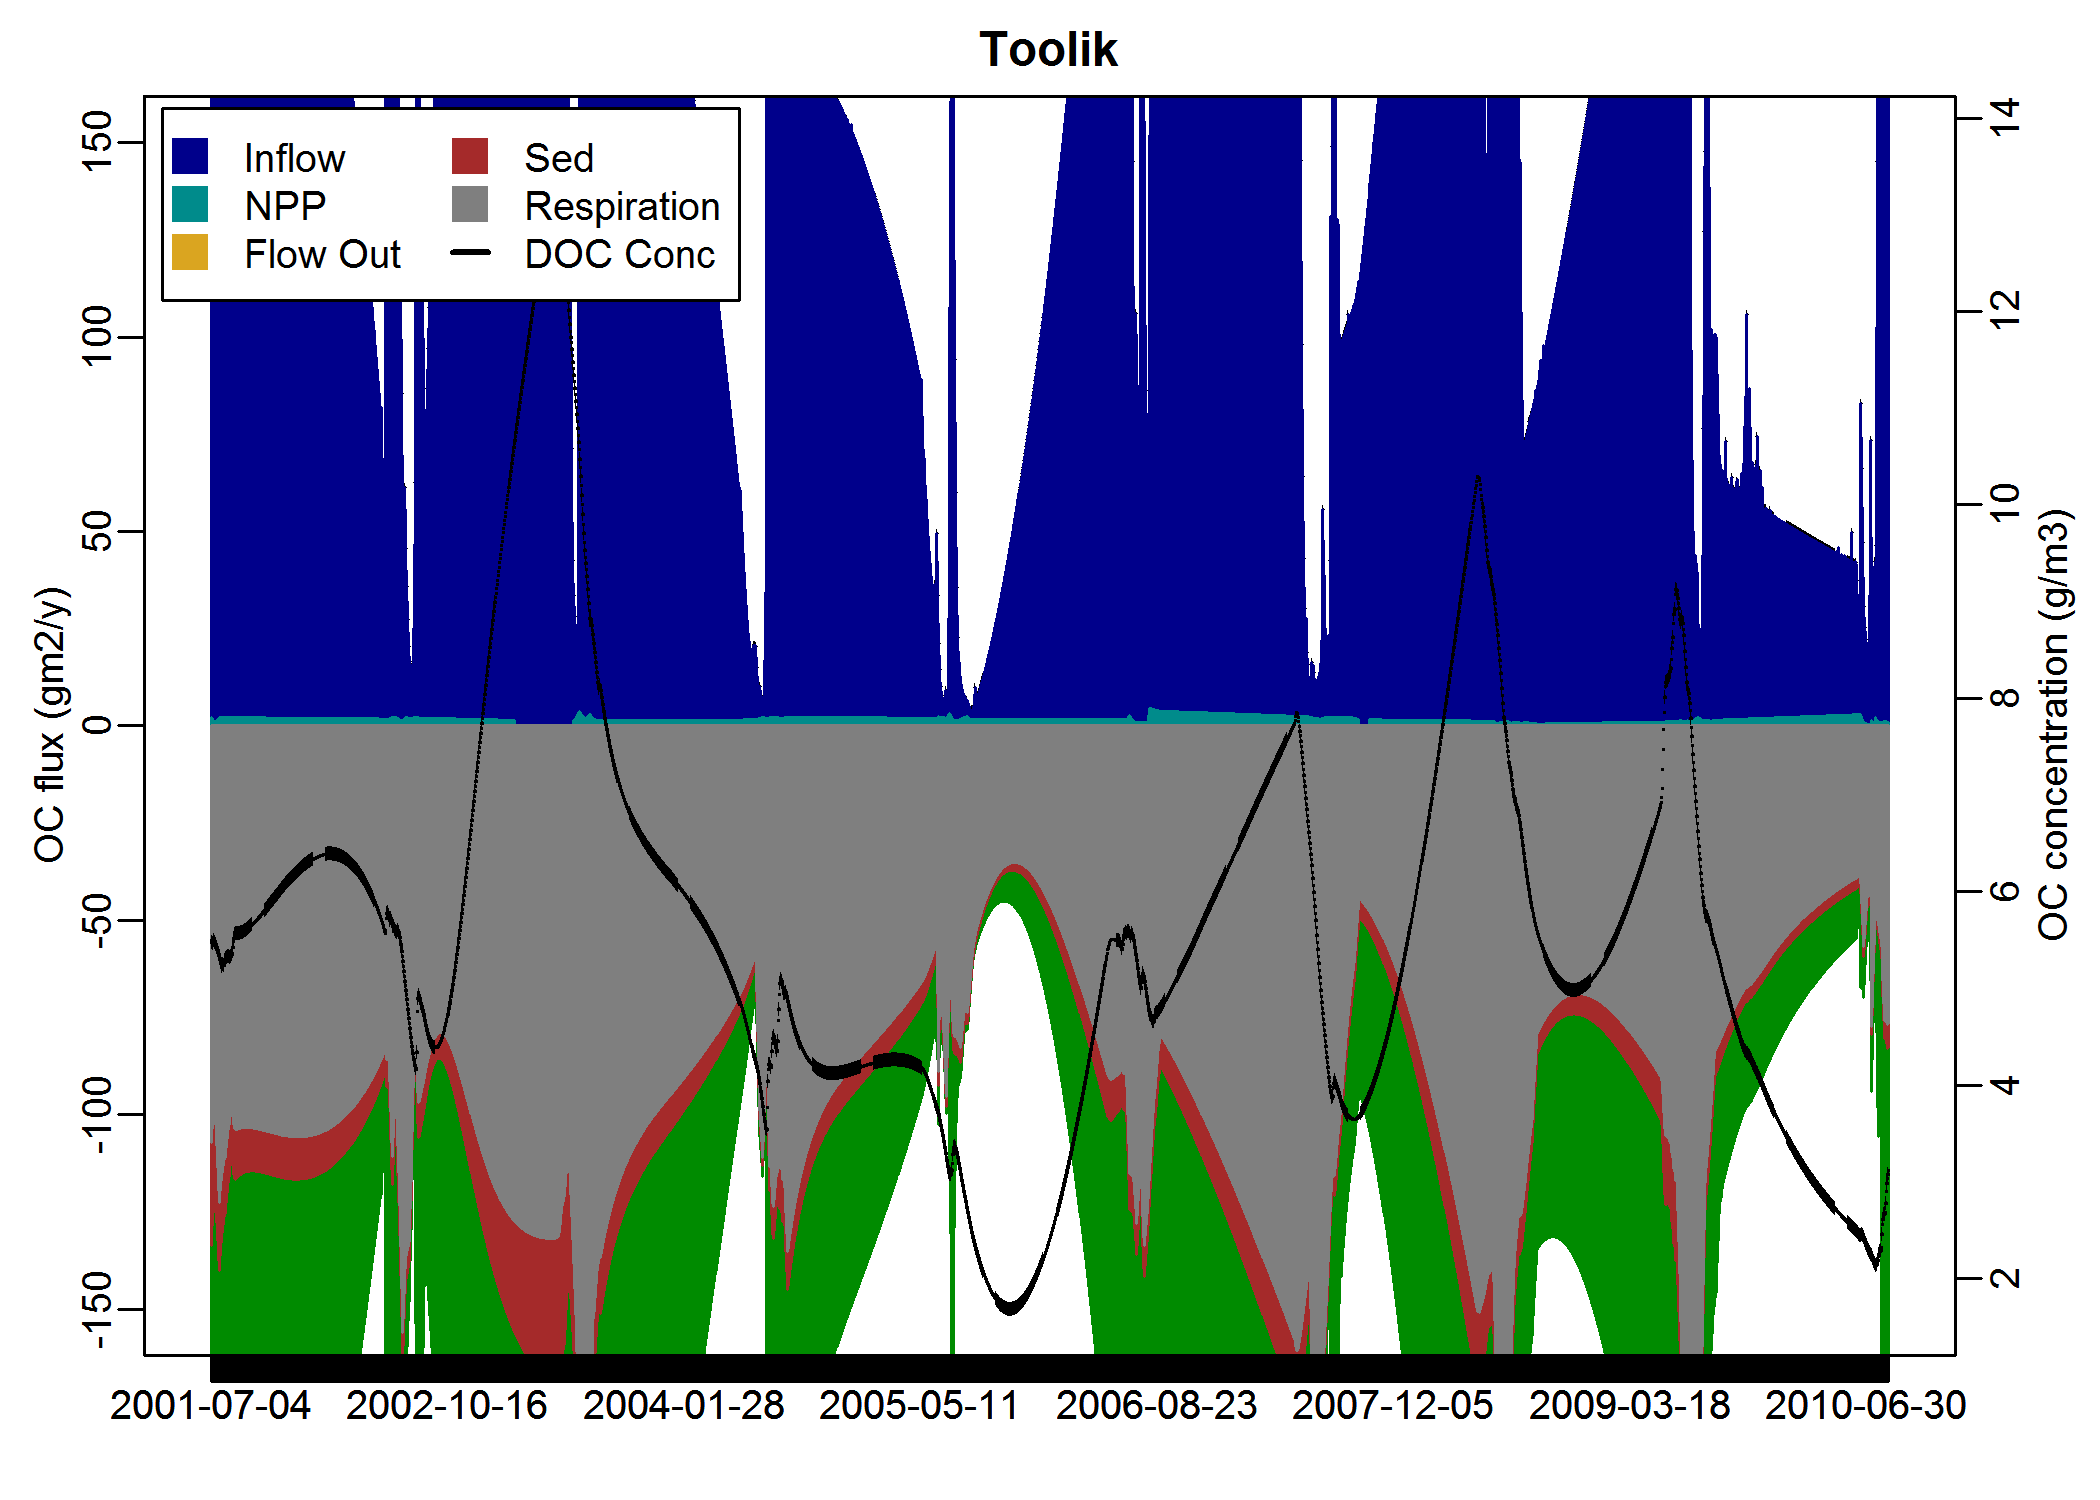 Toolik
Inflow
NPP
Flow Out
Sed
Respiration
DOC Conc
OC flux (gm2/y)
150
100
50
0
-50
-100
-150
OC concentration (g/m3)
14
12
10
8
6
4
2
2001-07-04 2002-10-16 2004-01-28 2005-05-11 2006-08-23 2007-12-05 2009-03-18 2010-06-30